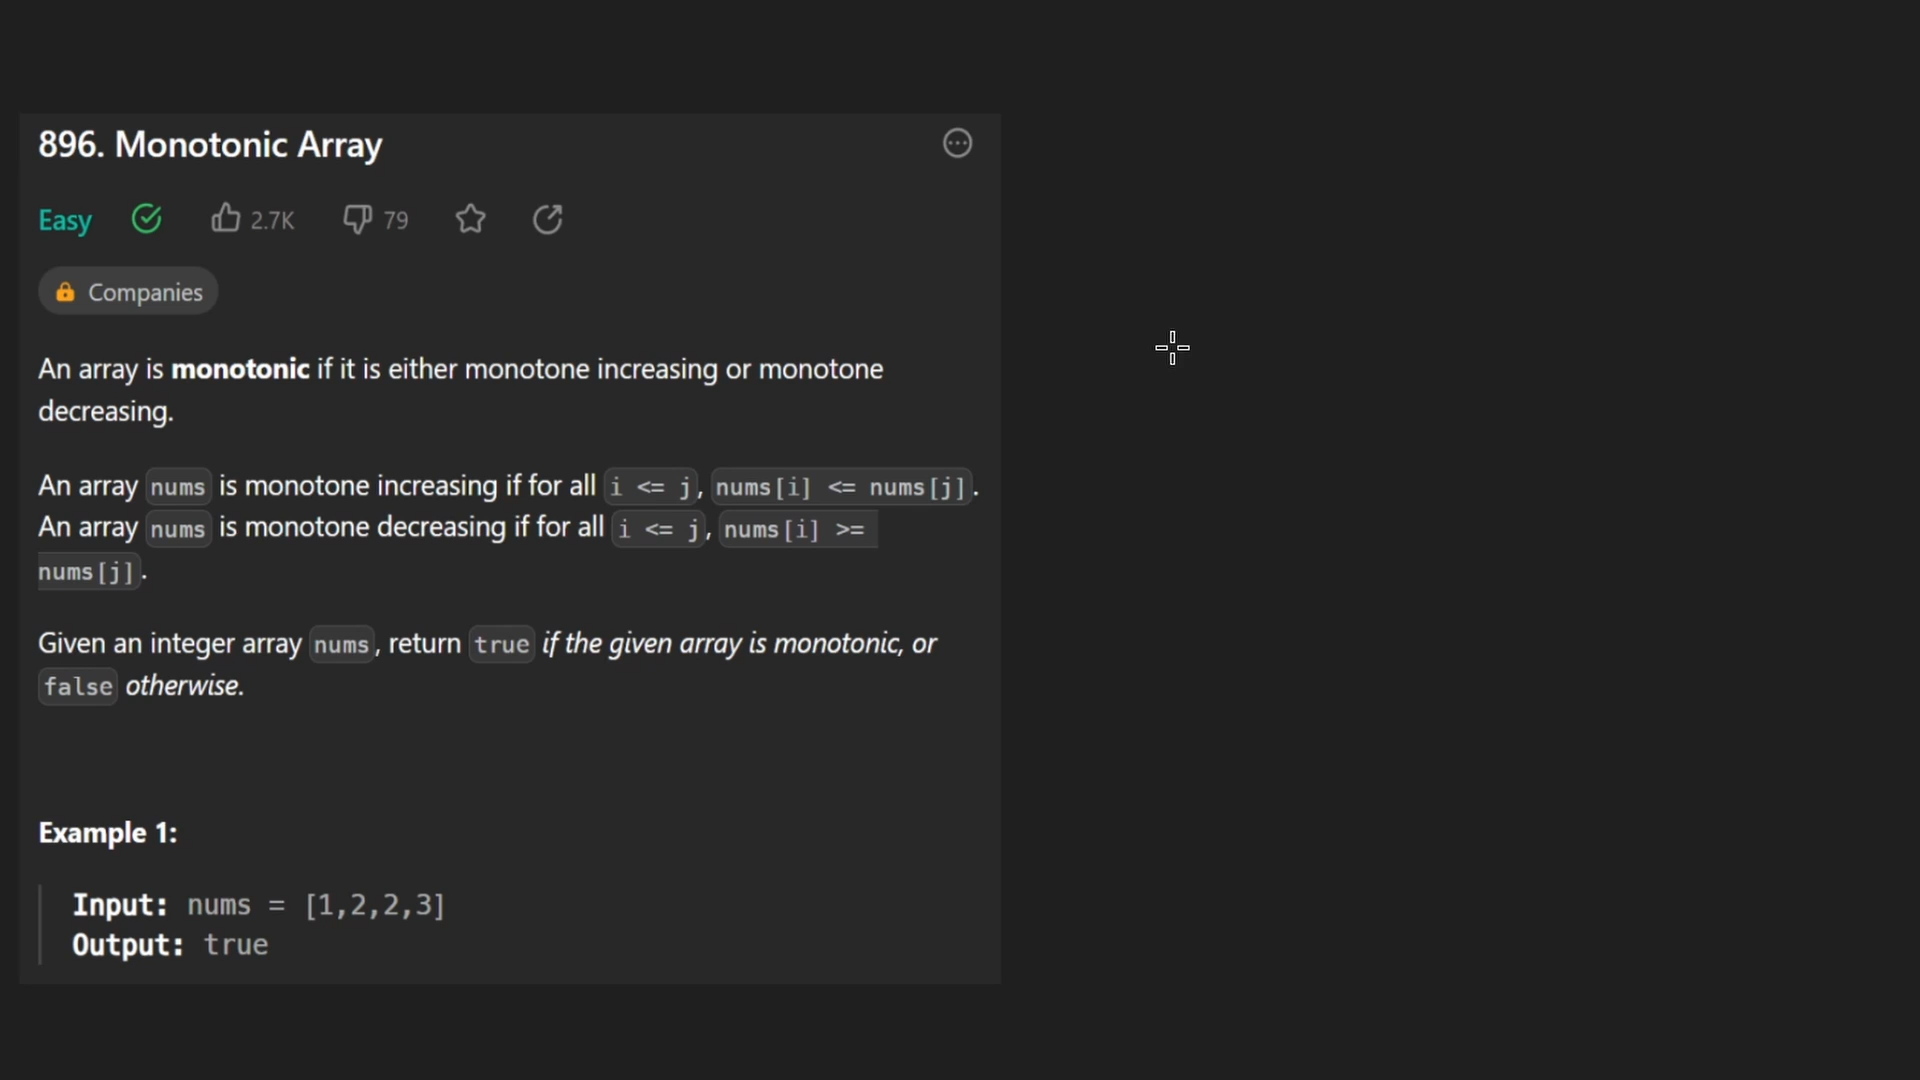 896. Monotonic Array
Easy 2.7K 79
Companies
An array is monotonic if it is either monotone increasing or monotone
decreasing.
An array nums is monotone increasing if for all i <= j, nums[i] <= nums[j].
An array nums is monotone decreasing if for all i <= j, nums[i] >=
nums[j].
Given an integer array nums, return true if the given array is monotonic, or
false otherwise.
Example 1:
Input: nums = [1,2,2,3]
Output: true